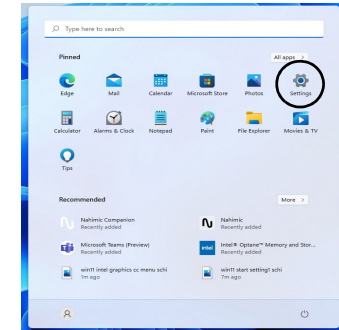 Type here to search
Pinned
All apps >
Edge
Mail
Calendar
Microsoft Store
Photos
Settings
Calculator
Alarms & Clock
Notepad
Paint
File Explorer
Movies & TV
Tips
Recommended
More >
Nahimic Companion
Recently added
Nahimic
Recently added
Microsoft Teams (Preview)
Recently added
intel
Intel® Optane™ Memory and Stor...
Recently added
win11 intel graphics cc menu schi
1m ago
win11 start setting1 schi
7m ago